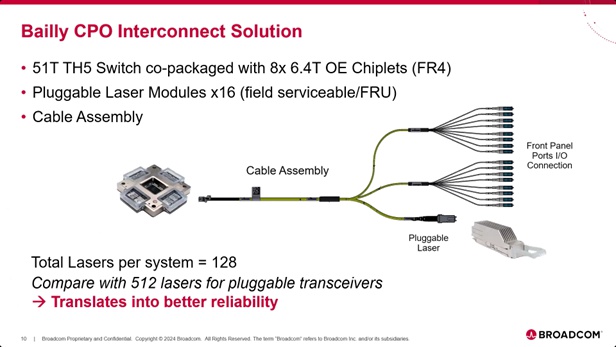 Bailly CPO Interconnect Solution
• 51T TH5 Switch co-packaged with 8x 6.4T OE Chiplets (FR4)
• Pluggable Laser Modules x16 (field serviceable/FRU)
• Cable Assembly
Front Panel
Ports I/O
Connection
Cable Assembly
Pluggable
Laser
Total Lasers per system = 128
Compare with 512 lasers for pluggable transceivers
→ Translates into better reliability
10 | Broadcom Proprietary and Confidential. Copyright © 2024 Broadcom. All Rights Reserved. The term "Broadcom" refers to Broadcom Inc. and/or its subsidiaries.
BROADCOM